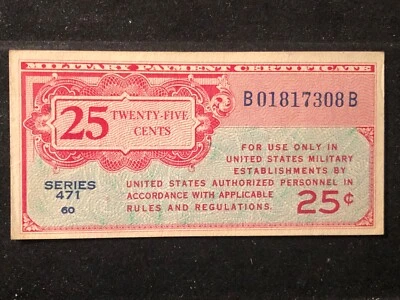 MILITARY PAYMENT CERTIFICATE
B01817308B
25 TWENTY-FIVE
CENTS
FOR USE ONLY IN
UNITED STATES MILITARY
ESTABLISHMENTS BY
UNITED STATES AUTHORIZED PERSONNEL IN
ACCORDANCE WITH APPLICABLE
RULES AND REGULATIONS.
25¢
SERIES
471
60